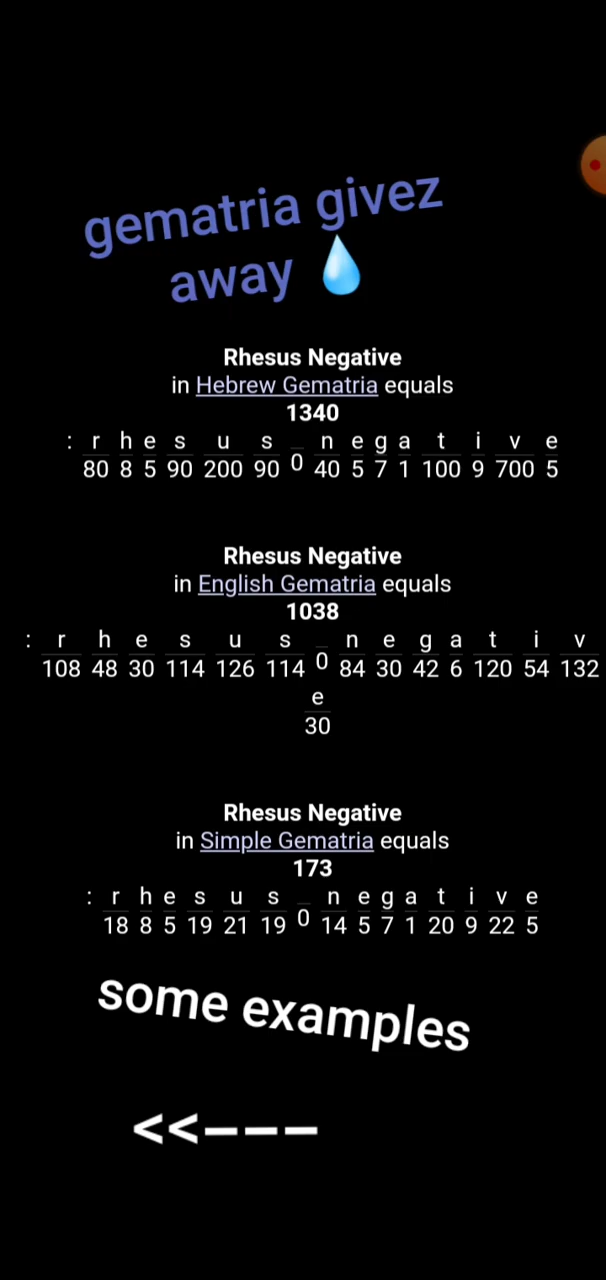 gematria givez
away 💧
Rhesus Negative
in Hebrew Gematria equals
1340
: r h e s u s _ n e g a t i v e
80 8 5 90 200 90 0 40 5 7 1 100 9 700 5
Rhesus Negative
in English Gematria equals
1038
: r h e s u s _ n e g a t i v
108 48 30 114 126 114 0 84 30 42 6 120 54 132
e
30
Rhesus Negative
in Simple Gematria equals
173
: r h e s u s _ n e g a t i v e
18 8 5 19 21 19 0 14 5 7 1 20 9 22 5
some examples
<<---